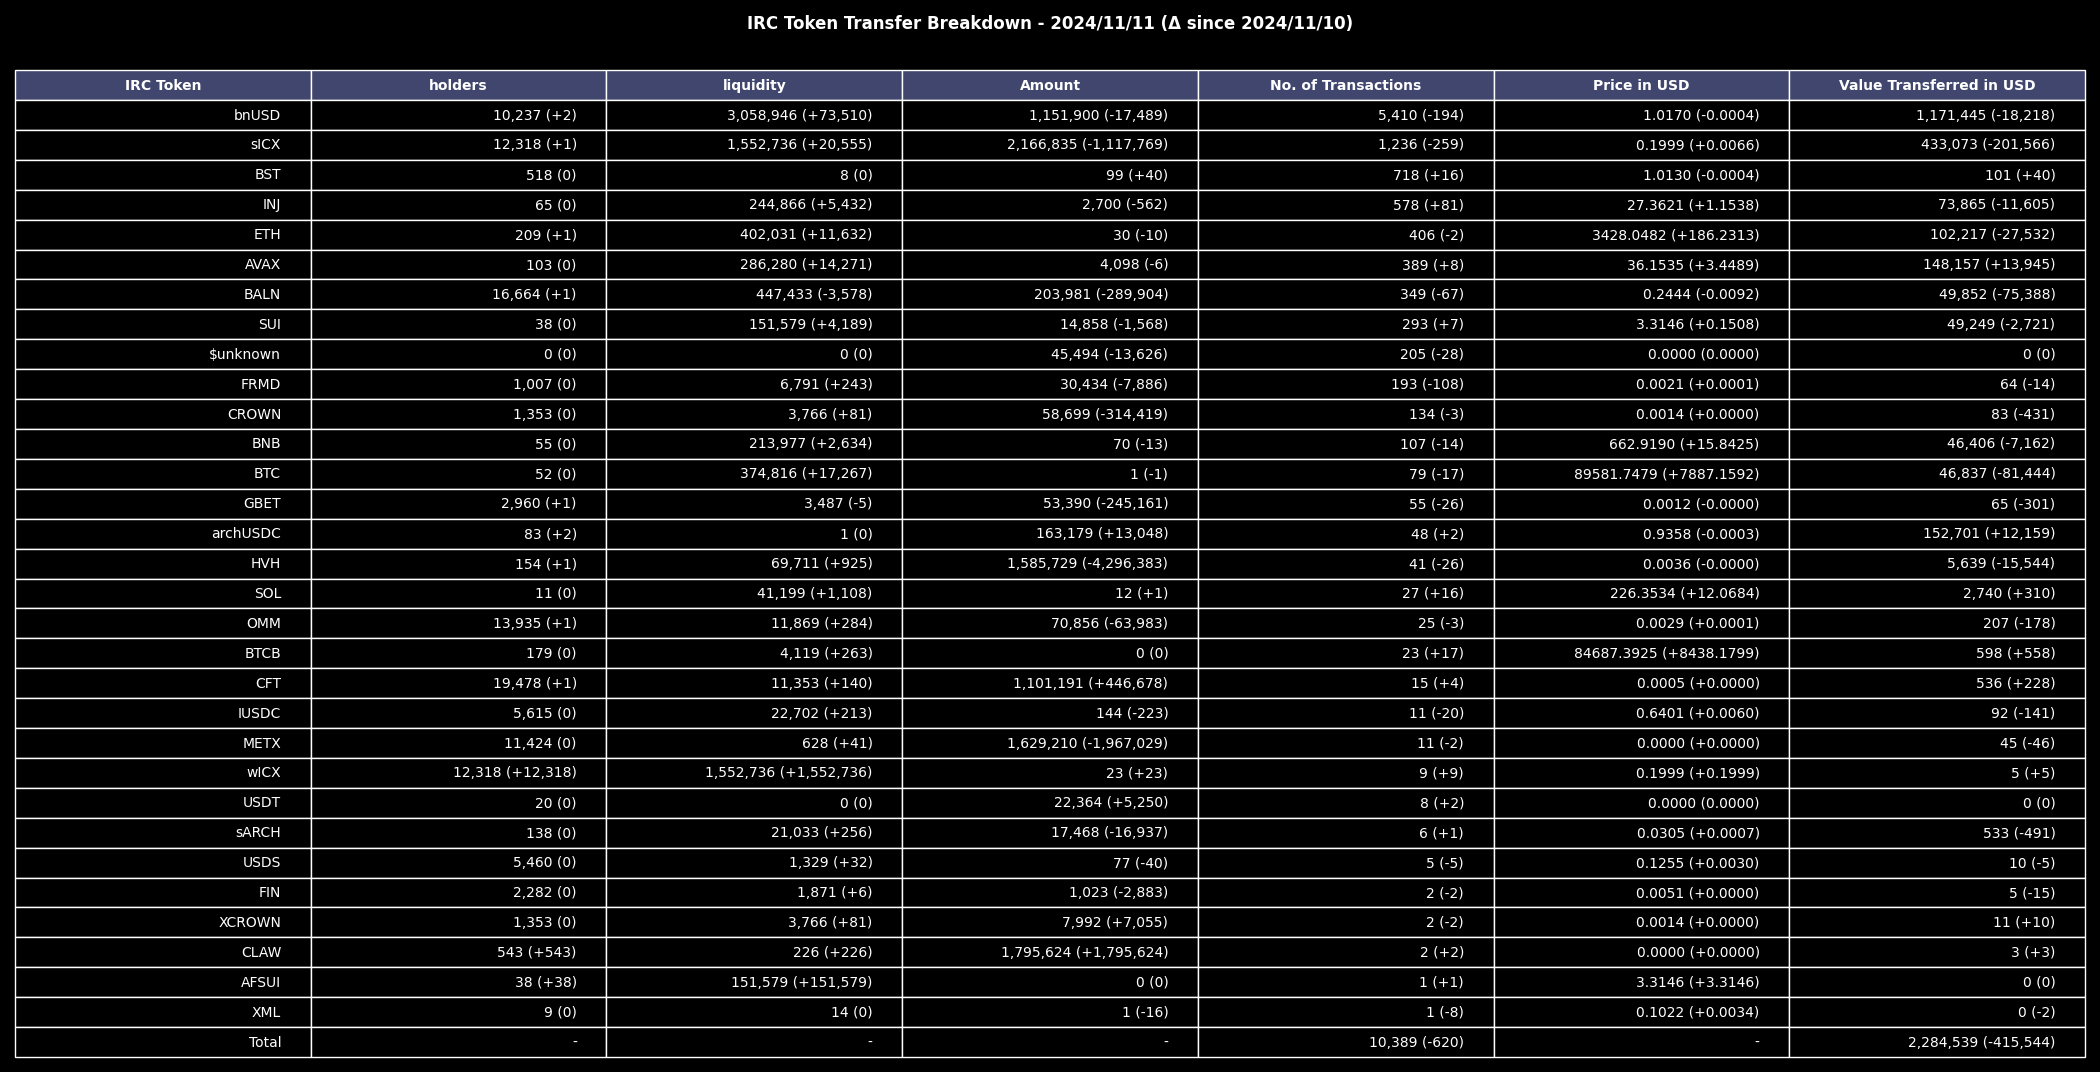 IRC Token Transfer Breakdown - 2024/11/11 (Δ since 2024/11/10)
IRC Token holders liquidity Amount No. of Transactions Price in USD Value Transferred in USD
bnUSD 10,237 (+2) 3,058,946 (+73,510) 1,151,900 (-17,489) 5,410 (-194) 1.0170 (-0.0004) 1,171,445 (-18,218)
sICX 12,318 (+1) 1,552,736 (+20,555) 2,166,835 (-1,117,769) 1,236 (-259) 0.1999 (+0.0066) 433,073 (-201,566)
BST 518 (0) 8 (0) 99 (+40) 718 (+16) 1.0130 (-0.0004) 101 (+40)
INJ 65 (0) 244,866 (+5,432) 2,700 (-562) 578 (+81) 27.3621 (+1.1538) 73,865 (-11,605)
ETH 209 (+1) 402,031 (+11,632) 30 (-10) 406 (-2) 3428.0482 (+186.2313) 102,217 (-27,532)
AVAX 103 (0) 286,280 (+14,271) 4,098 (-6) 389 (+8) 36.1535 (+3.4489) 148,157 (+13,945)
BALN 16,664 (+1) 447,433 (-3,578) 203,981 (-289,904) 349 (-67) 0.2444 (-0.0092) 49,852 (-75,388)
SUI 38 (0) 151,579 (+4,189) 14,858 (-1,568) 293 (+7) 3.3146 (+0.1508) 49,249 (-2,721)
$unknown 0 (0) 0 (0) 45,494 (-13,626) 205 (-28) 0.0000 (0.0000) 0 (0)
FRMD 1,007 (0) 6,791 (+243) 30,434 (-7,886) 193 (-108) 0.0021 (+0.0001) 64 (-14)
CROWN 1,353 (0) 3,766 (+81) 58,699 (-314,419) 134 (-3) 0.0014 (+0.0000) 83 (-431)
BNB 55 (0) 213,977 (+2,634) 70 (-13) 107 (-14) 662.9190 (+15.8425) 46,406 (-7,162)
BTC 52 (0) 374,816 (+17,267) 1 (-1) 79 (-17) 89581.7479 (+7887.1592) 46,837 (-81,444)
GBET 2,960 (+1) 3,487 (-5) 53,390 (-245,161) 55 (-26) 0.0012 (-0.0000) 65 (-301)
archUSDC 83 (+2) 1 (0) 163,179 (+13,048) 48 (+2) 0.9358 (-0.0003) 152,701 (+12,159)
HVH 154 (+1) 69,711 (+925) 1,585,729 (-4,296,383) 41 (-26) 0.0036 (-0.0000) 5,639 (-15,544)
SOL 11 (0) 41,199 (+1,108) 12 (+1) 27 (+16) 226.3534 (+12.0684) 2,740 (+310)
OMM 13,935 (+1) 11,869 (+284) 70,856 (-63,983) 25 (-3) 0.0029 (+0.0001) 207 (-178)
BTCB 179 (0) 4,119 (+263) 0 (0) 23 (+17) 84687.3925 (+8438.1799) 598 (+558)
CFT 19,478 (+1) 11,353 (+140) 1,101,191 (+446,678) 15 (+4) 0.0005 (+0.0000) 536 (+228)
IUSDC 5,615 (0) 22,702 (+213) 144 (-223) 11 (-20) 0.6401 (+0.0060) 92 (-141)
METX 11,424 (0) 628 (+41) 1,629,210 (-1,967,029) 11 (-2) 0.0000 (+0.0000) 45 (-46)
wICX 12,318 (+12,318) 1,552,736 (+1,552,736) 23 (+23) 9 (+9) 0.1999 (+0.1999) 5 (+5)
USDT 20 (0) 0 (0) 22,364 (+5,250) 8 (+2) 0.0000 (0.0000) 0 (0)
sARCH 138 (0) 21,033 (+256) 17,468 (-16,937) 6 (+1) 0.0305 (+0.0007) 533 (-491)
USDS 5,460 (0) 1,329 (+32) 77 (-40) 5 (-5) 0.1255 (+0.0030) 10 (-5)
FIN 2,282 (0) 1,871 (+6) 1,023 (-2,883) 2 (-2) 0.0051 (+0.0000) 5 (-15)
XCROWN 1,353 (0) 3,766 (+81) 7,992 (+7,055) 2 (-2) 0.0014 (+0.0000) 11 (+10)
CLAW 543 (+543) 226 (+226) 1,795,624 (+1,795,624) 2 (+2) 0.0000 (+0.0000) 3 (+3)
AFSUI 38 (+38) 151,579 (+151,579) 0 (0) 1 (+1) 3.3146 (+3.3146) 0 (0)
XML 9 (0) 14 (0) 1 (-16) 1 (-8) 0.1022 (+0.0034) 0 (-2)
Total - - - 10,389 (-620) - 2,284,539 (-415,544)